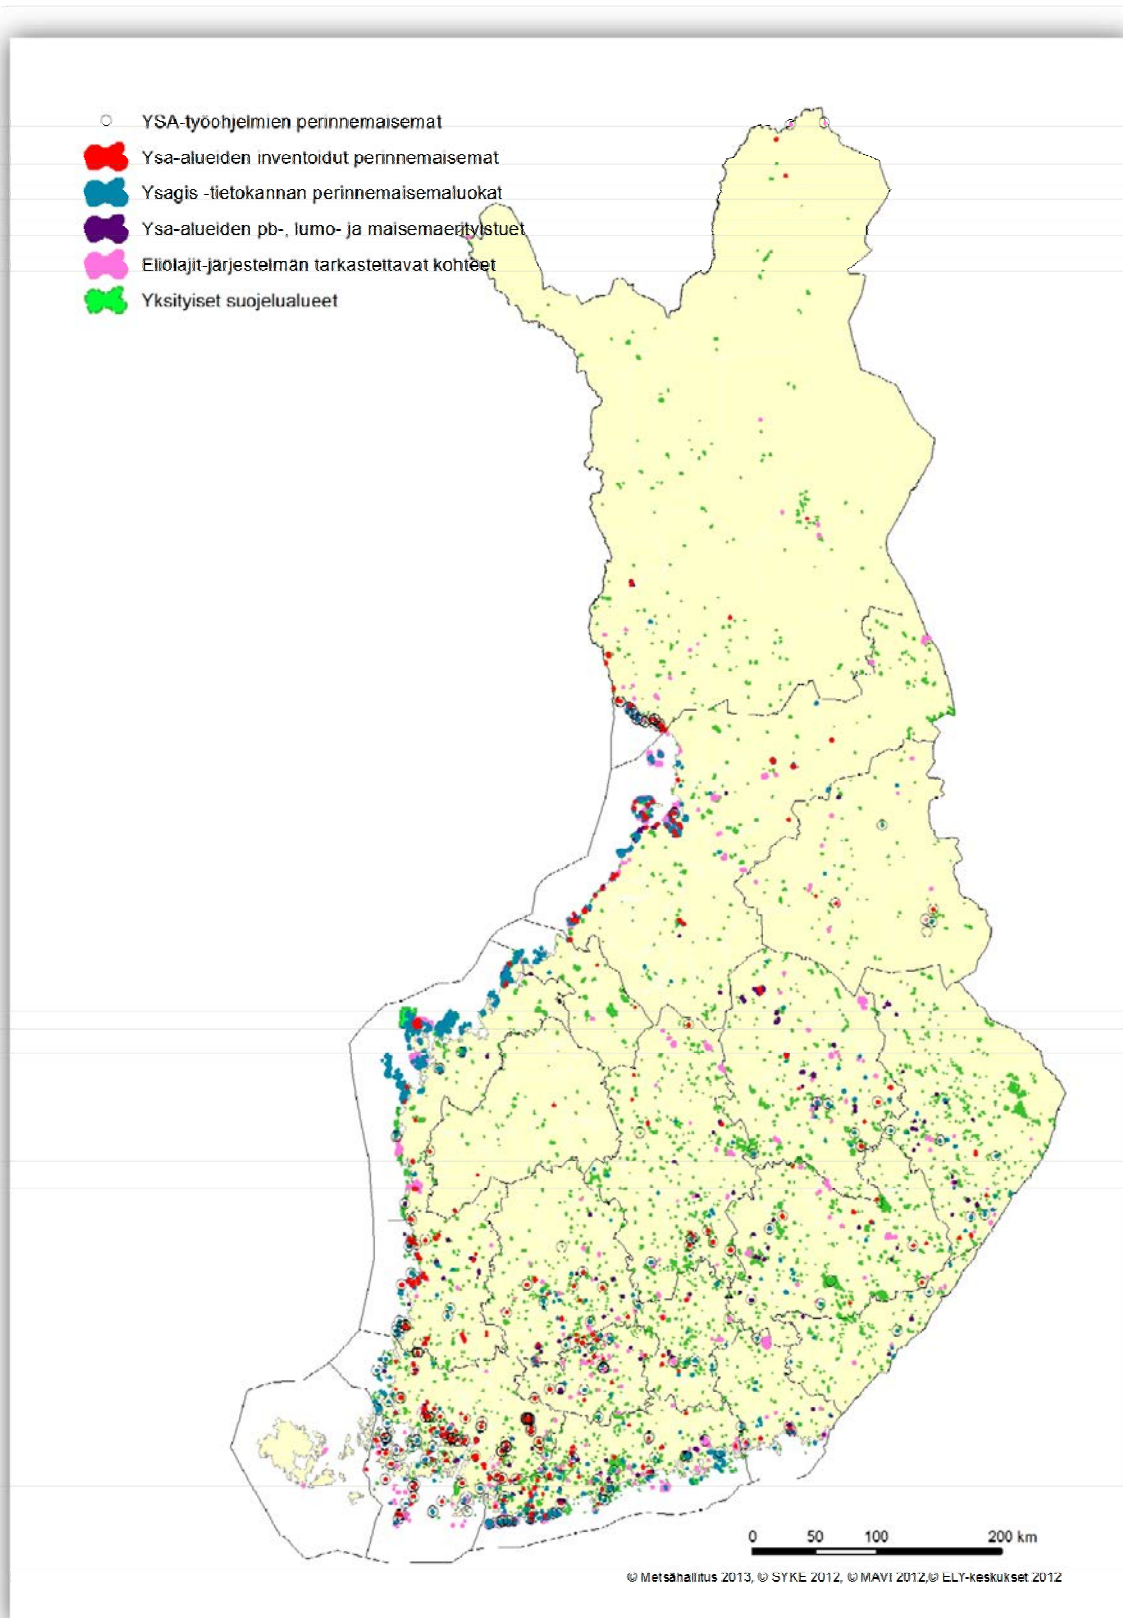 YSA-työohjelmien perinnemaisemat
Ysa-alueiden inventoidut perinnemaisemat
Ysagis -tietokannan perinnemaisemaluokat
Ysa-alueiden pb-, lumo- ja maisemaerityistuet
Eliölajit-järjestelmän tarkastettavat kohteet
Yksityiset suojelualueet
0 50 100 200 km
© Metsähallitus 2013, © SYKE 2012, © MAVI 2012,© ELY-keskukset 2012